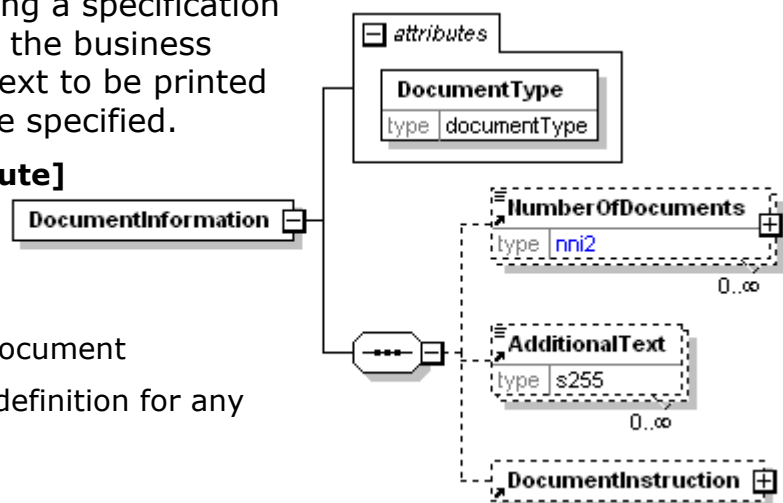 ng a specification
the business
ext to be printed
e specified.
ute]
attributes
DocumentType
type documentType
DocumentInformation
NumberOfDocuments
type nni2
0..∞
ocument
definition for any
AdditionalText
type s255
0..∞
DocumentInstruction